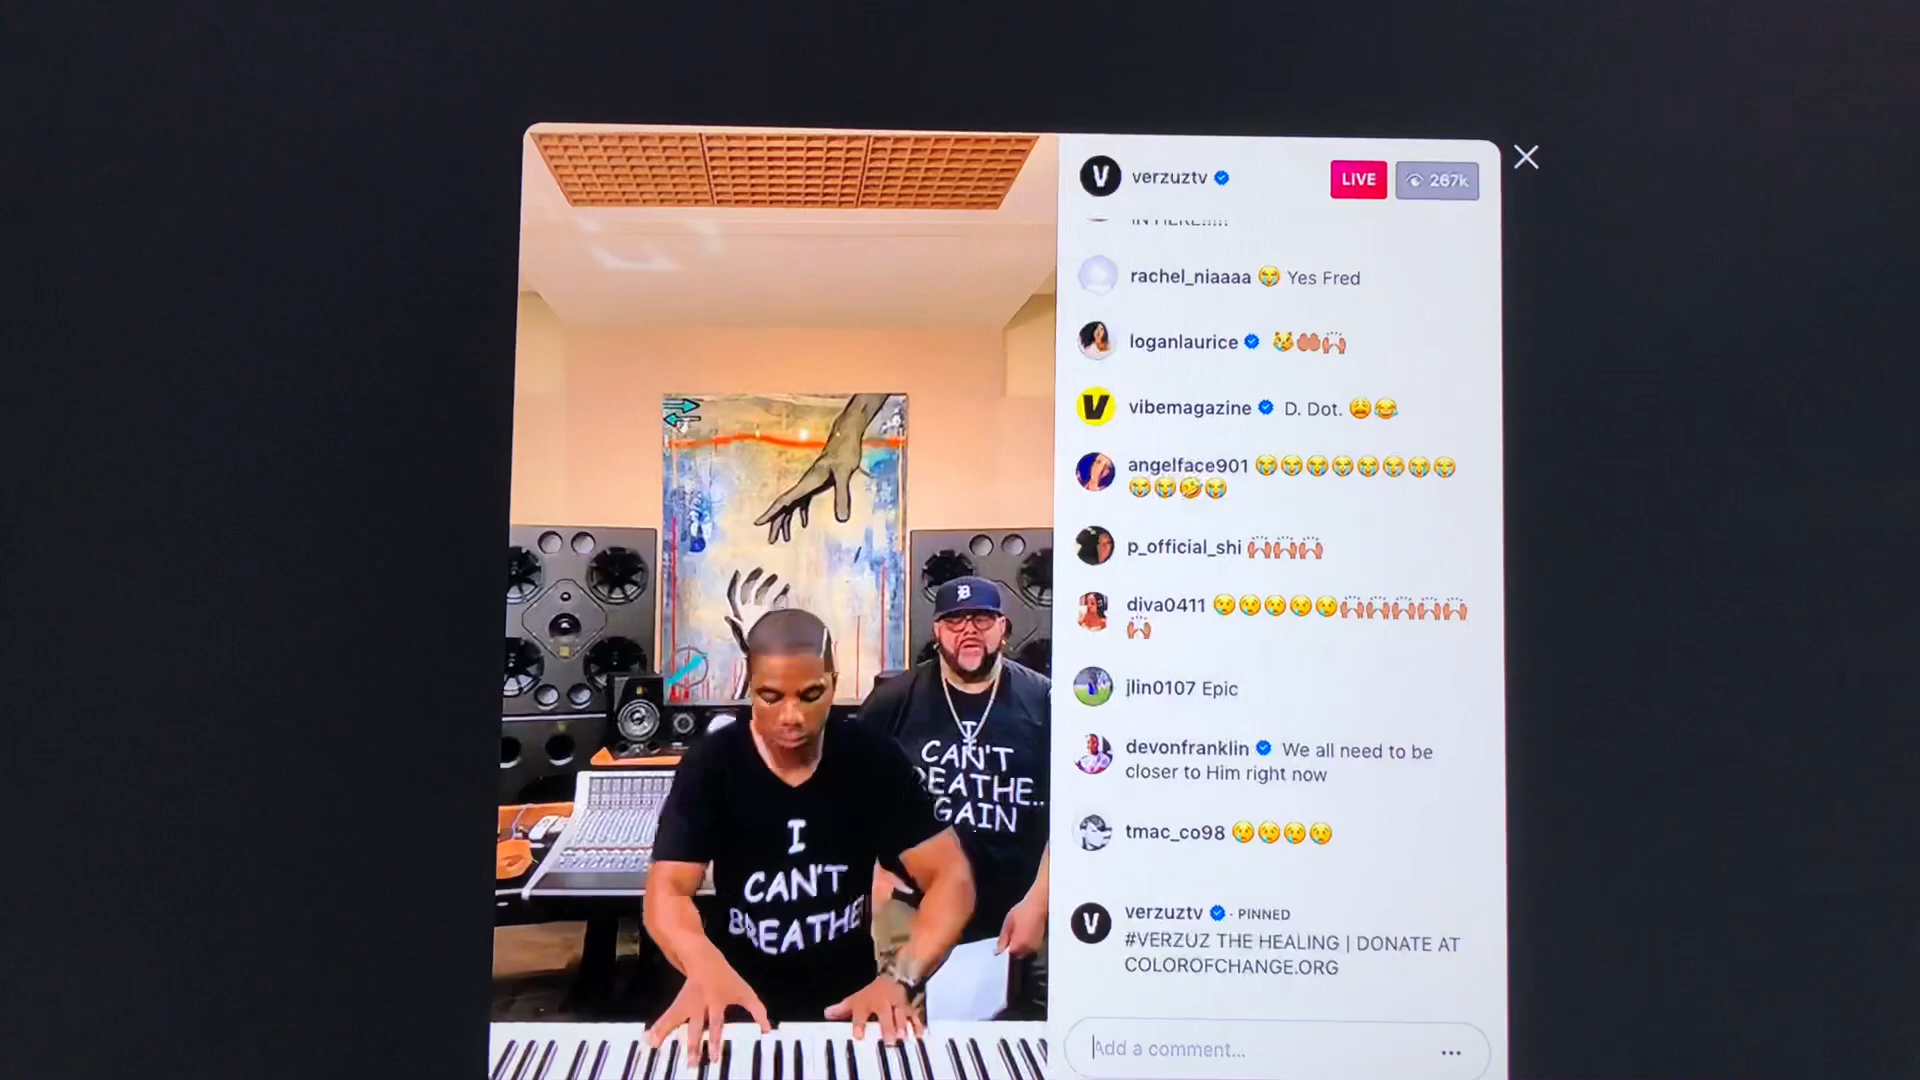 V verzuztv
LIVE 267k
rachel_niaaaa 😭 Yes Fred
loganlaurice 😿🤲🏽🙌🏽
V vibemagazine D. Dot. 😩😂
angelface901 😭😭😭😭😭😭😭😭
😭😭🤣😭
p_official_shi 🙌🏽🙌🏽🙌🏽
diva0411 😢😢😢😢😢🙌🏽🙌🏽🙌🏽🙌🏽🙌🏽
🙌🏽
jlin0107 Epic
devonfranklin We all need to be
closer to Him right now
tmac_co98 😢😢😢😢
V verzuztv · PINNED
#VERZUZ THE HEALING | DONATE AT
COLOROFCHANGE.ORG
Add a comment...
D
I
CAN'T
BREATHE
I
CAN'T
EATHE..
GAIN